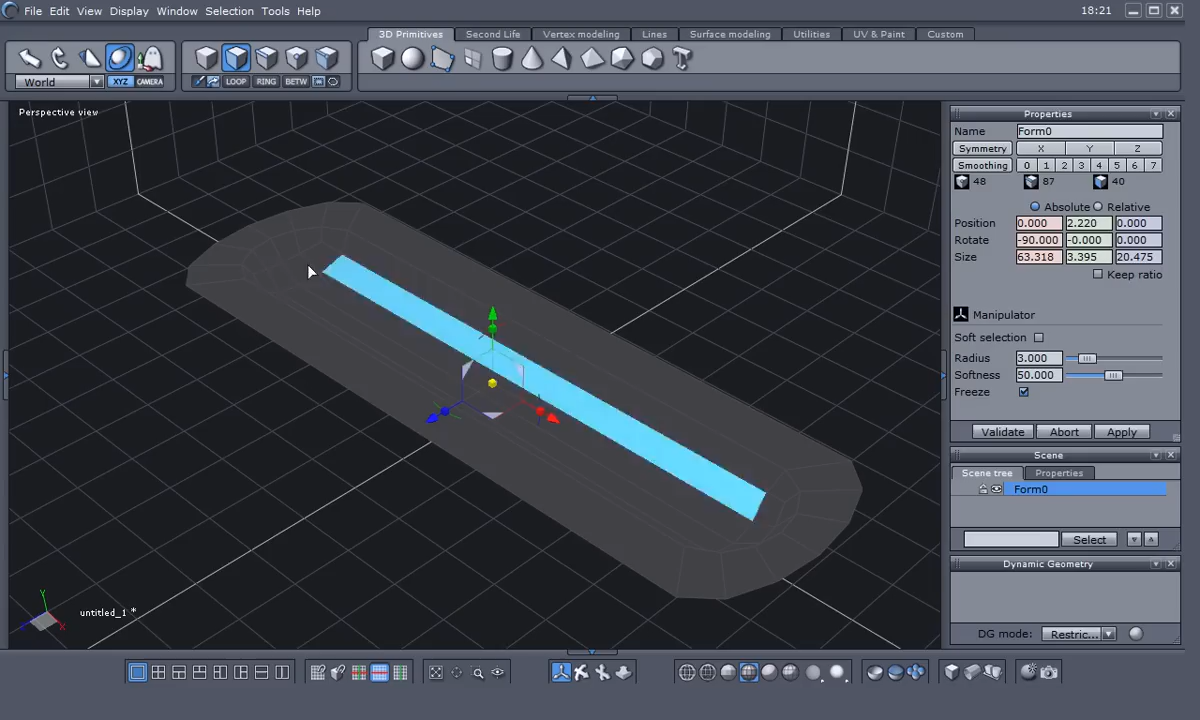 File Edit View Display Window Selection Tools Help 18:21
3D Primitives Second Life Vertex modeling Lines Surface modeling Utilities UV & Paint Custom
World XYZ CAMERA LOOP RING BETW
Perspective view
Properties
Name Form0
Symmetry X Y Z
Smoothing 0 1 2 3 4 5 6 7
48 87 40
Absolute Relative
Position 0.000 2.220 0.000
Rotate -90.000 -0.000 0.000
Size 63.318 3.395 20.475
Keep ratio
Manipulator
Soft selection
Radius 3.000
Softness 50.000
Freeze
Validate Abort Apply
Scene
Scene tree Properties
Form0
Select
Dynamic Geometry
DG mode: Restric...
Y
X
untitled_1 *